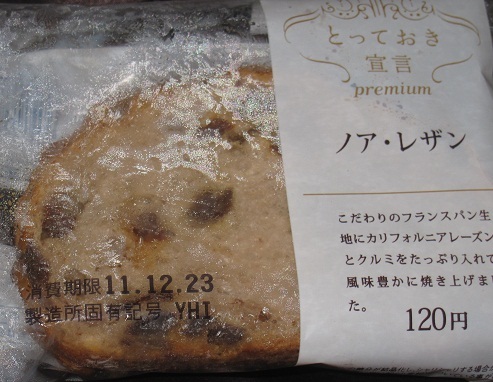 とっておき
宣言
premium
ノア・レザン
こだわりのフランスパン生
地にカリフォルニアレーズン
とクルミをたっぷり入れて
風味豊かに焼き上げまし
た。
120円
消費期限 11.12.23
製造所固有記号 YHI